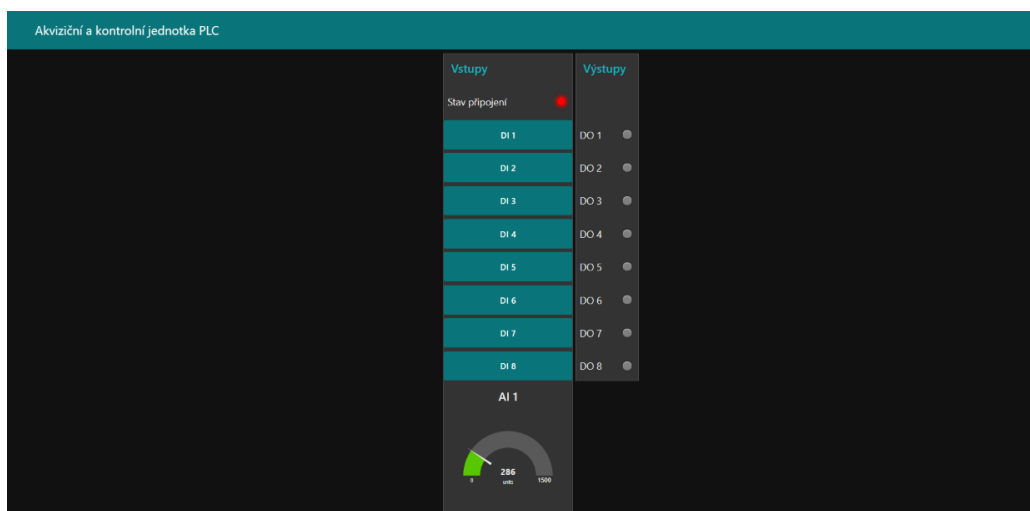 Akviziční a kontrolní jednotka PLC
Vstupy
Stav připojení
DI 1
DI 2
DI 3
DI 4
DI 5
DI 6
DI 7
DI 8
AI 1
286
units
0
1500
Výstupy
DO 1
DO 2
DO 3
DO 4
DO 5
DO 6
DO 7
DO 8